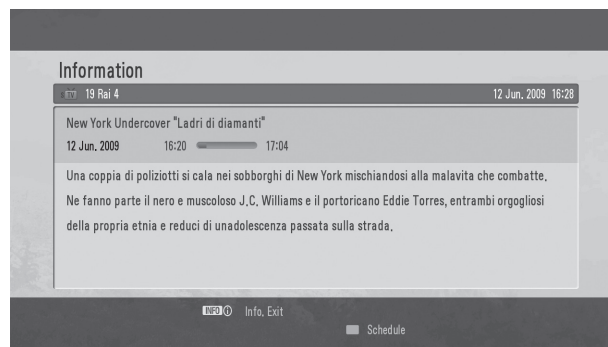 Information
TV 19 Rai 4 12 Jun. 2009 16:28
New York Undercover "Ladri di diamanti"
12 Jun. 2009 16:20 17:04
Una coppia di poliziotti si cala nei sobborghi di New York mischiandosi alla malavita che combatte.
Ne fanno parte il nero e muscoloso J.C. Williams e il portoricano Eddie Torres, entrambi orgogliosi
della propria etnia e reduci di unadolescenza passata sulla strada.
INFO i Info. Exit
Schedule